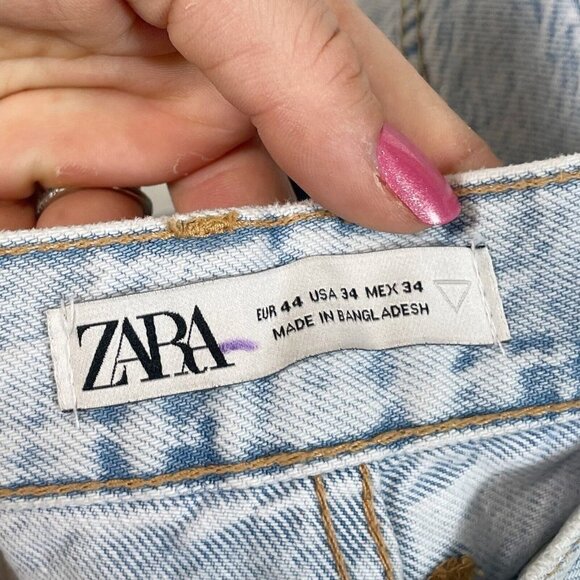 ZARA
EUR 44 USA 34 MEX 34
MADE IN BANGLADESH